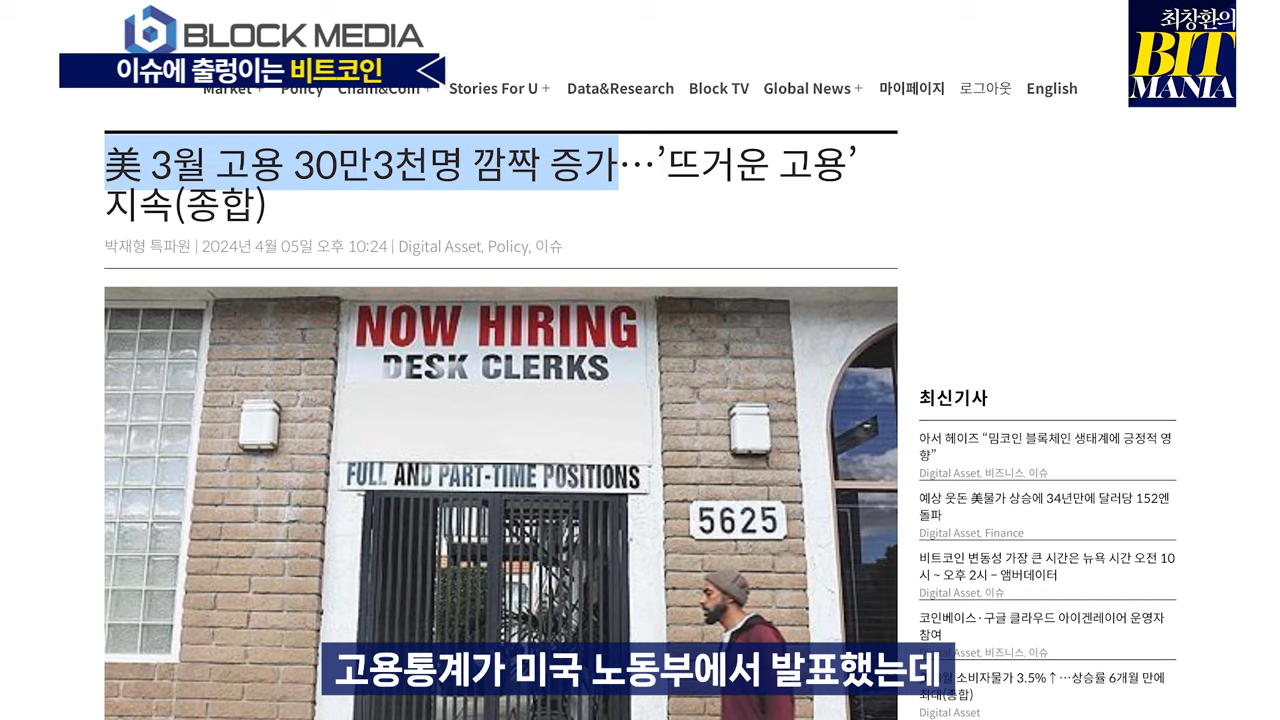 BLOCK MEDIA
이슈에 출렁이는 비트코인
최창환의
BIT
MANIA
Market + Policy Chain&Coin + Stories For U + Data&Research Block TV Global News + 마이페이지 로그아웃 English
美 3월 고용 30만3천명 깜짝 증가…’뜨거운 고용’
지속(종합)
박재형 특파원 | 2024년 4월 05일 오후 10:24 | Digital Asset, Policy, 이슈
NOW HIRING
DESK CLERKS
FULL AND PART-TIME POSITIONS
5625
최신기사
아서 헤이즈 “밈코인 블록체인 생태계에 긍정적 영
향”
Digital Asset, 비즈니스, 이슈
예상 웃돈 美물가 상승에 34년만에 달러당 152엔
돌파
Digital Asset, Finance
비트코인 변동성 가장 큰 시간은 뉴욕 시간 오전 10
시 ~ 오후 2시 – 앰버데이터
Digital Asset, 이슈
코인베이스·구글 클라우드 아이겐레이어 운영자
참여
Asset, 비즈니스, 이슈
소비자물가 3.5%↑…상승률 6개월 만에
최대(종합)
Digital Asset
고용통계가 미국 노동부에서 발표했는데